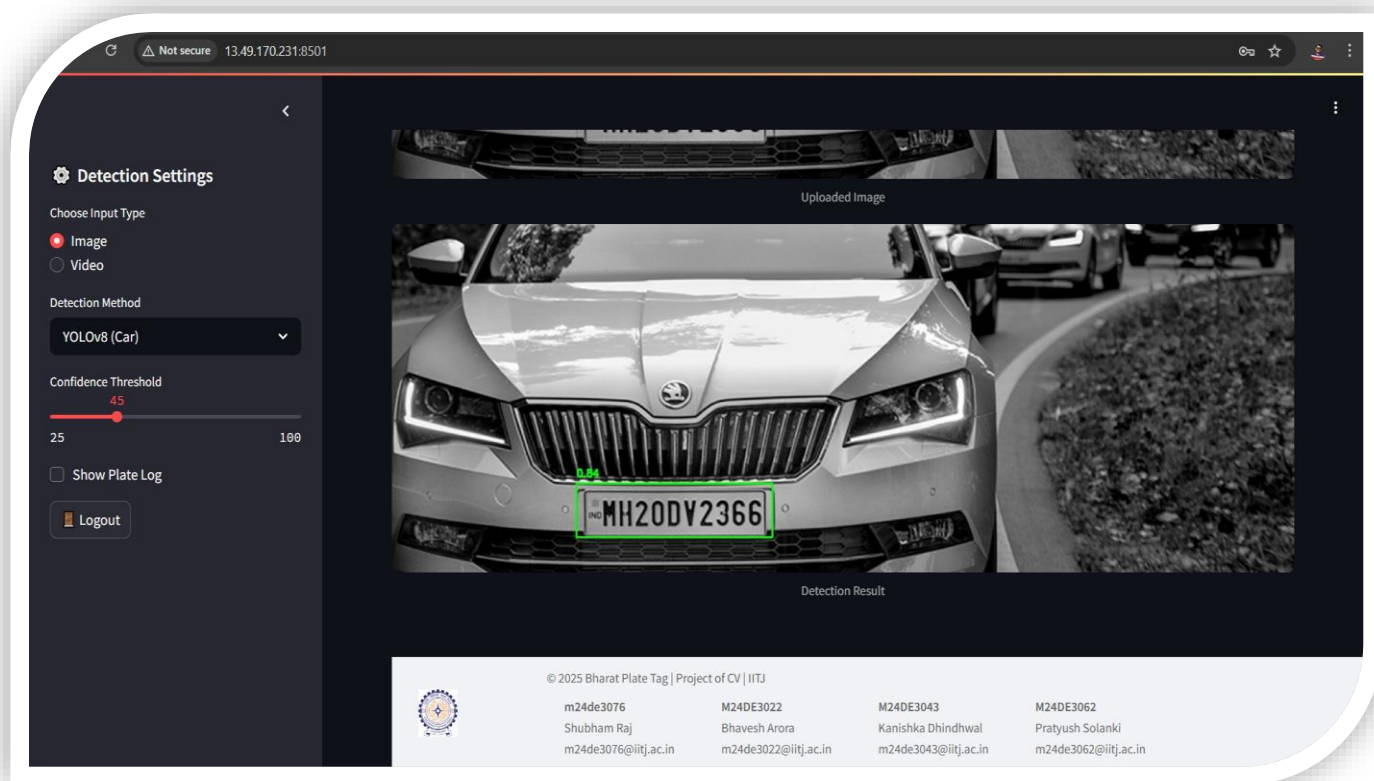 Not secure 13.49.170.231:8501
Detection Settings
Choose Input Type
Image
Video
Detection Method
YOLOv8 (Car)
Confidence Threshold
45
25 100
Show Plate Log
Logout
Uploaded Image
0.84
IND MH20DV2366
Detection Result
© 2025 Bharat Plate Tag | Project of CV | IITJ
m24de3076 M24DE3022 M24DE3043 M24DE3062
Shubham Raj Bhavesh Arora Kanishka Dhindhwal Pratyush Solanki
m24de3076@iitj.ac.in m24de3022@iitj.ac.in m24de3043@iitj.ac.in m24de3062@iitj.ac.in